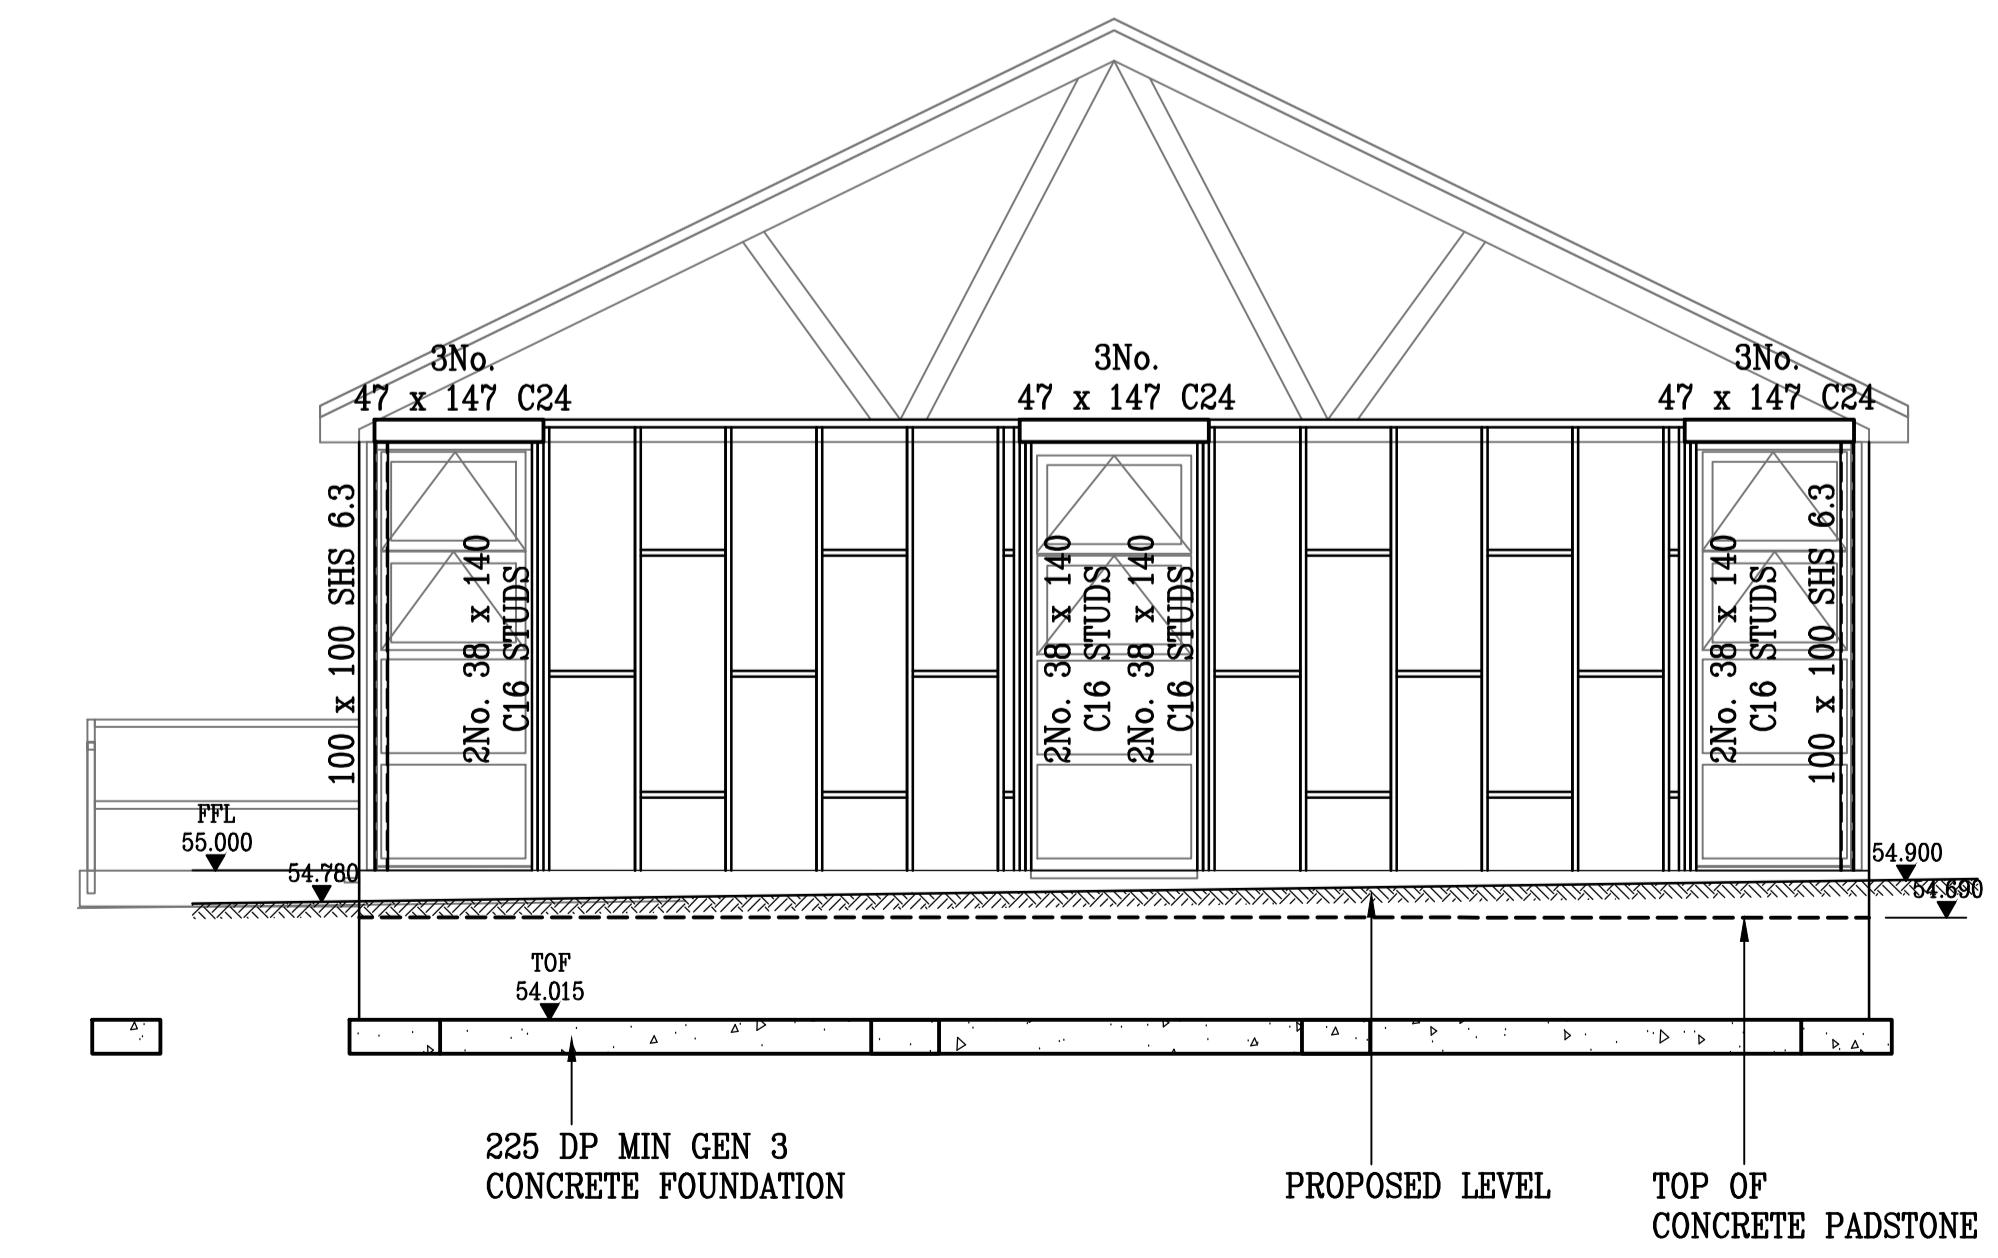 3No.
47 x 147 C24
3No.
47 x 147 C24
3No.
47 x 147 C24
100 x 100 SHS 6.3
2No. 38 x 140
C16 STUDS
2No. 38 x 140
C16 STUDS
2No. 38 x 140
C16 STUDS
2No. 38 x 140
C16 STUDS
100 x 100 SHS 6.3
FFL
55.000
54.780
54.900
54.690
TOF
54.015
225 DP MIN GEN 3
CONCRETE FOUNDATION
PROPOSED LEVEL
TOP OF
CONCRETE PADSTONE